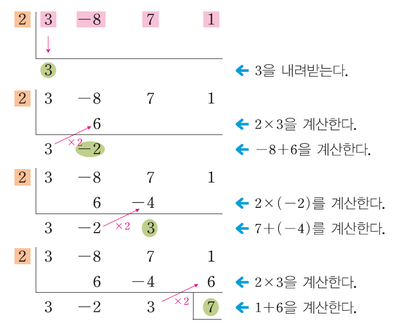 2 3 −8 7 1
3 ← 3을 내려받는다.
2 3 −8 7 1
6 ← 2×3을 계산한다.
×2
3 −2 ← −8+6을 계산한다.
2 3 −8 7 1
6 −4 ← 2×(−2)를 계산한다.
3 −2 ×2 3 ← 7+(−4)를 계산한다.
2 3 −8 7 1
6 −4 6 ← 2×3을 계산한다.
3 −2 3 ×2 7 ← 1+6을 계산한다.